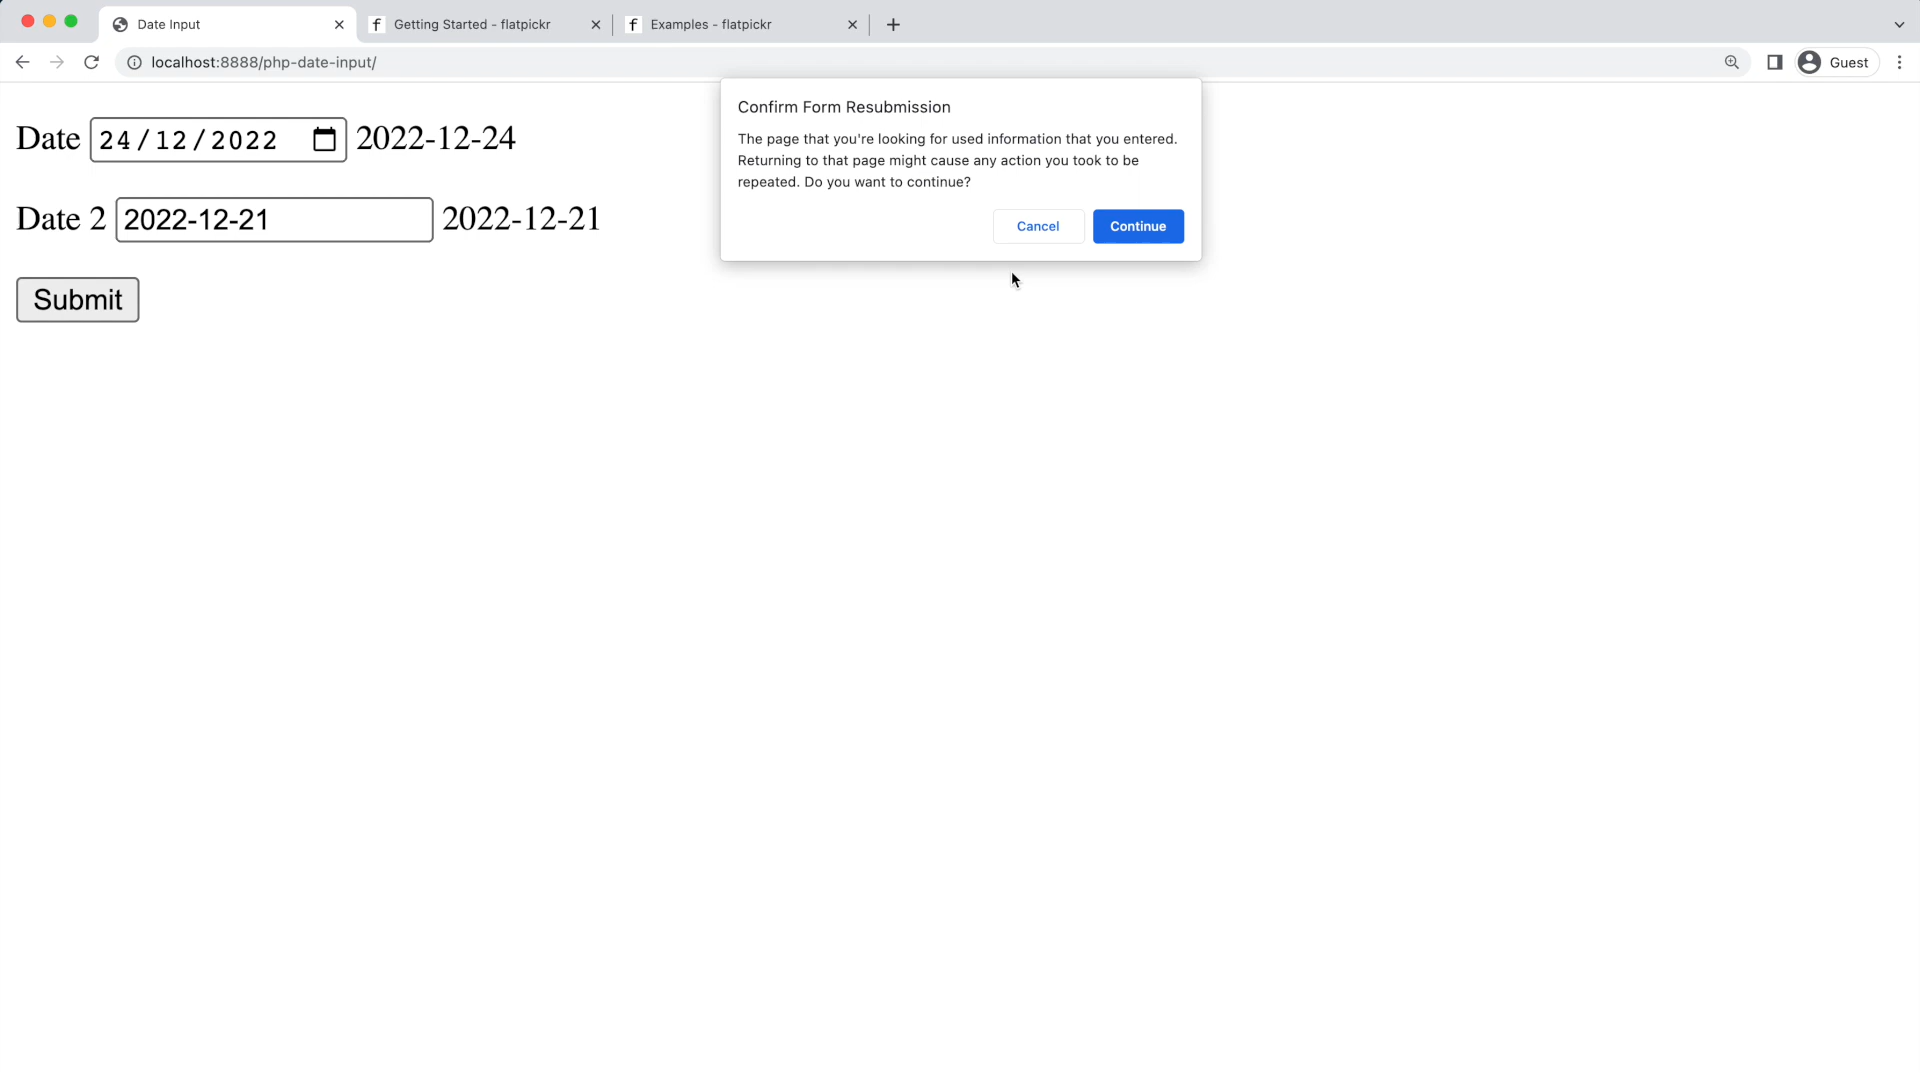 Date Input
f Getting Started - flatpickr
f Examples - flatpickr
localhost:8888/php-date-input/
Guest
Confirm Form Resubmission
The page that you're looking for used information that you entered.
Returning to that page might cause any action you took to be
repeated. Do you want to continue?
Cancel Continue
Date 24/12/2022 2022-12-24
Date 2 2022-12-21 2022-12-21
Submit